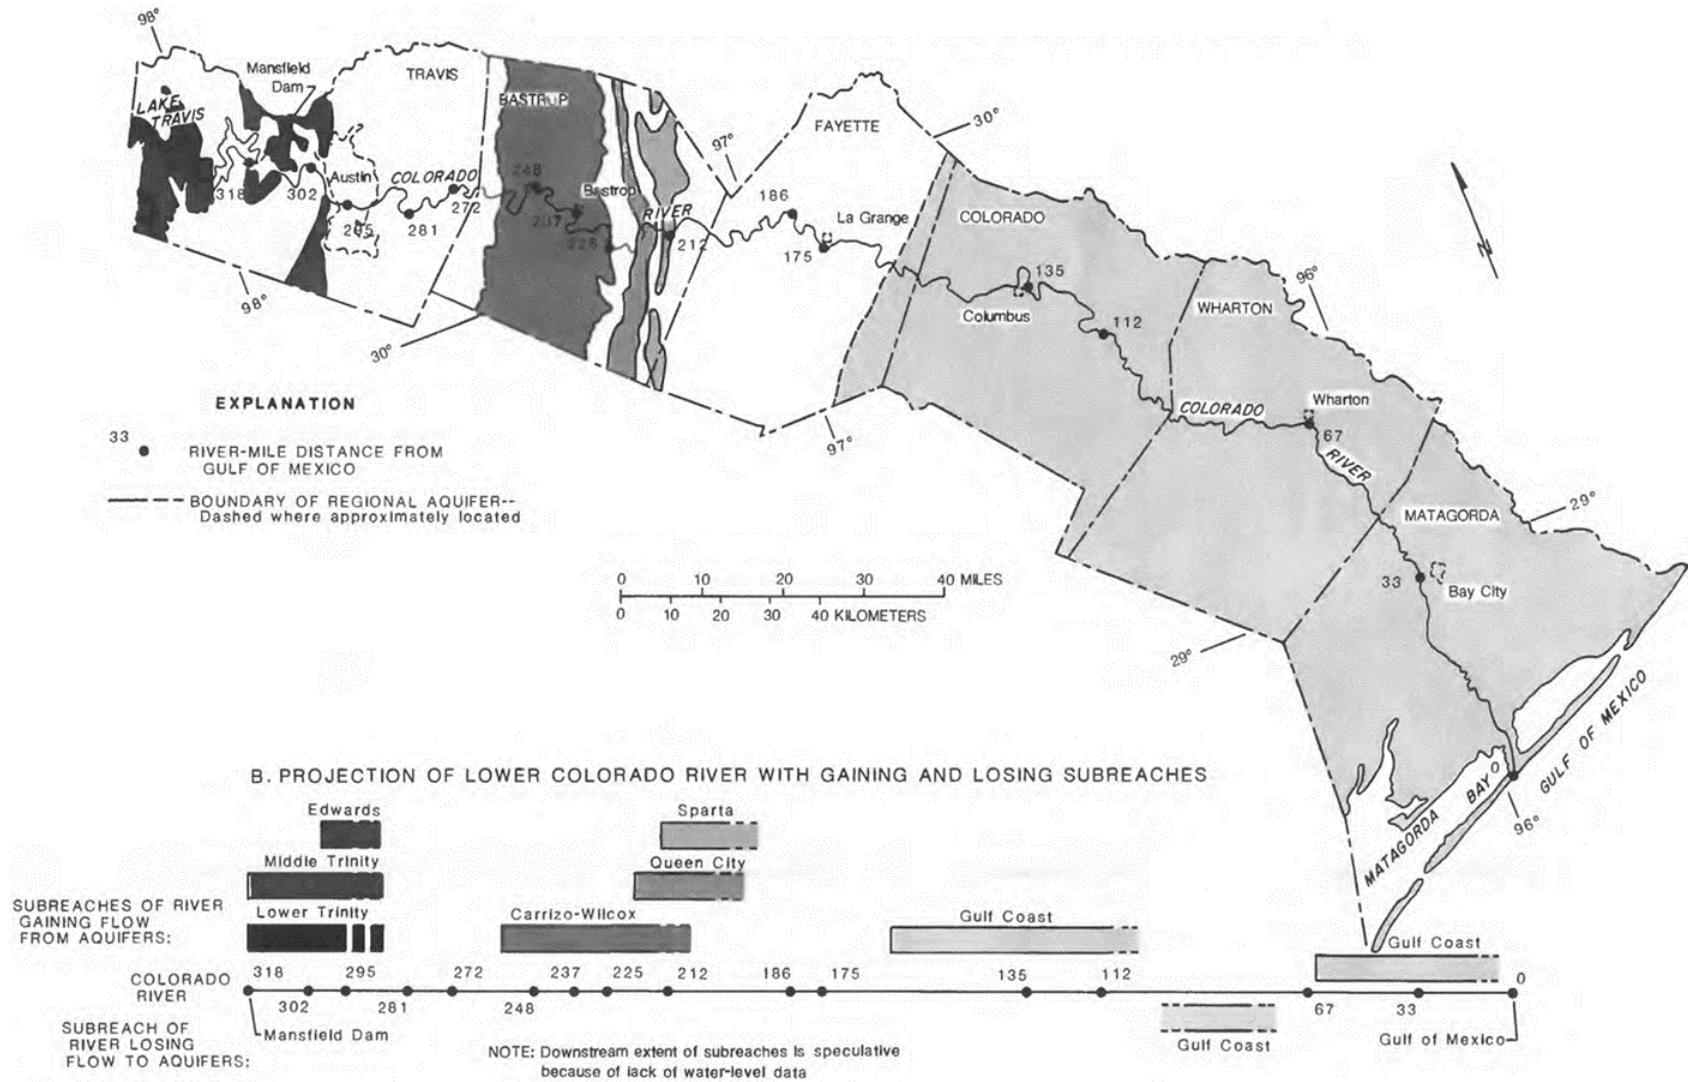 98°
Mansfield
Dam
TRAVIS
LAKE
TRAVIS
BASTROP
FAYETTE
30°
97°
318
302
Austin
COLORADO
272
295
281
248
237
Bastrop
225
RIVER
212
186
La Grange
175
COLORADO
135
Columbus
112
96°
WHARTON
N
98°
30°
97°
COLORADO
Wharton
67
RIVER
MATAGORDA
29°
33
Bay City
29°
EXPLANATION
33
RIVER-MILE DISTANCE FROM
GULF OF MEXICO
BOUNDARY OF REGIONAL AQUIFER--
Dashed where approximately located
0 10 20 30 40 MILES
0 10 20 30 40 KILOMETERS
MATAGORDA BAY
0
GULF OF MEXICO
96°
B. PROJECTION OF LOWER COLORADO RIVER WITH GAINING AND LOSING SUBREACHES
Edwards
Sparta
Middle Trinity
Queen City
SUBREACHES OF RIVER
GAINING FLOW
FROM AQUIFERS:
Lower Trinity
Carrizo-Wilcox
Gulf Coast
Gulf Coast
COLORADO
RIVER
318 295 272 237 225 212 186 175 135 112 0
302 281 248 67 33
Mansfield Dam
Gulf of Mexico
SUBREACH OF
RIVER LOSING
FLOW TO AQUIFERS:
Gulf Coast
NOTE: Downstream extent of subreaches is speculative
because of lack of water-level data